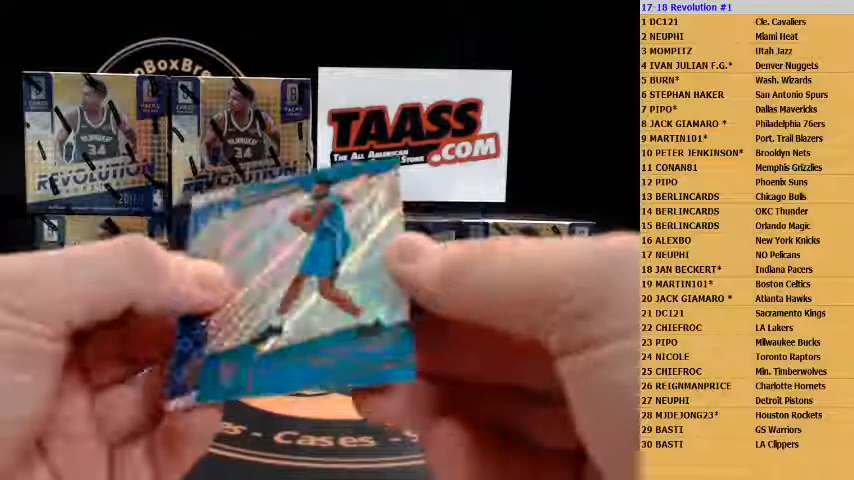 17-18 Revolution #1
1 DC121 Cle. Cavaliers
2 NEUPHI Miami Heat
3 MOMPITZ Utah Jazz
4 IVAN JULIAN F.G.* Denver Nuggets
5 BURN* Wash. Wizards
6 STEPHAN HAKER San Antonio Spurs
7 PIPO* Dallas Mavericks
8 JACK GIAMARO * Philadelphia 76ers
9 MARTIN101* Port. Trail Blazers
10 PETER JENKINSON* Brooklyn Nets
11 CONAN81 Memphis Grizzlies
12 PIPO Phoenix Suns
13 BERLINCARDS Chicago Bulls
14 BERLINCARDS OKC Thunder
15 BERLINCARDS Orlando Magic
16 ALEXBO New York Knicks
17 NEUPHI NO Pelicans
18 JAN BECKERT* Indiana Pacers
19 MARTIN101* Boston Celtics
20 JACK GIAMARO * Atlanta Hawks
21 DC121 Sacramento Kings
22 CHIEFROC LA Lakers
23 PIPO Milwaukee Bucks
24 NICOLE Toronto Raptors
25 CHIEFROC Min. Timberwolves
26 REIGNMANPRICE Charlotte Hornets
27 NEUPHI Detroit Pistons
28 MJDEJONG23* Houston Rockets
29 BASTI GS Warriors
30 BASTI LA Clippers
oxBoxBre
TAASS
THE ALL AMERICAN
.COM
34
34
REVOLUTION
REVOLUTION
- Cases -